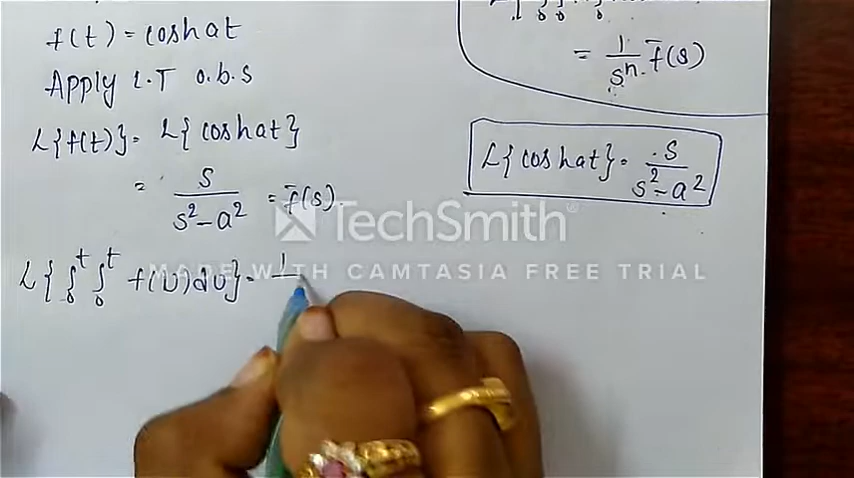 f(t) = coshat
Apply L.T o.b.s
L{f(t)} = L{coshat}
= s / (s² - a²) = f̄(s).
L{∫₀ᵗ ∫₀ᵗ f(u)du} = 1
= 1/sⁿ. f̄(s)
L{coshat} = s / (s² - a²)
TechSmith®
MADE WITH CAMTASIA FREE TRIAL